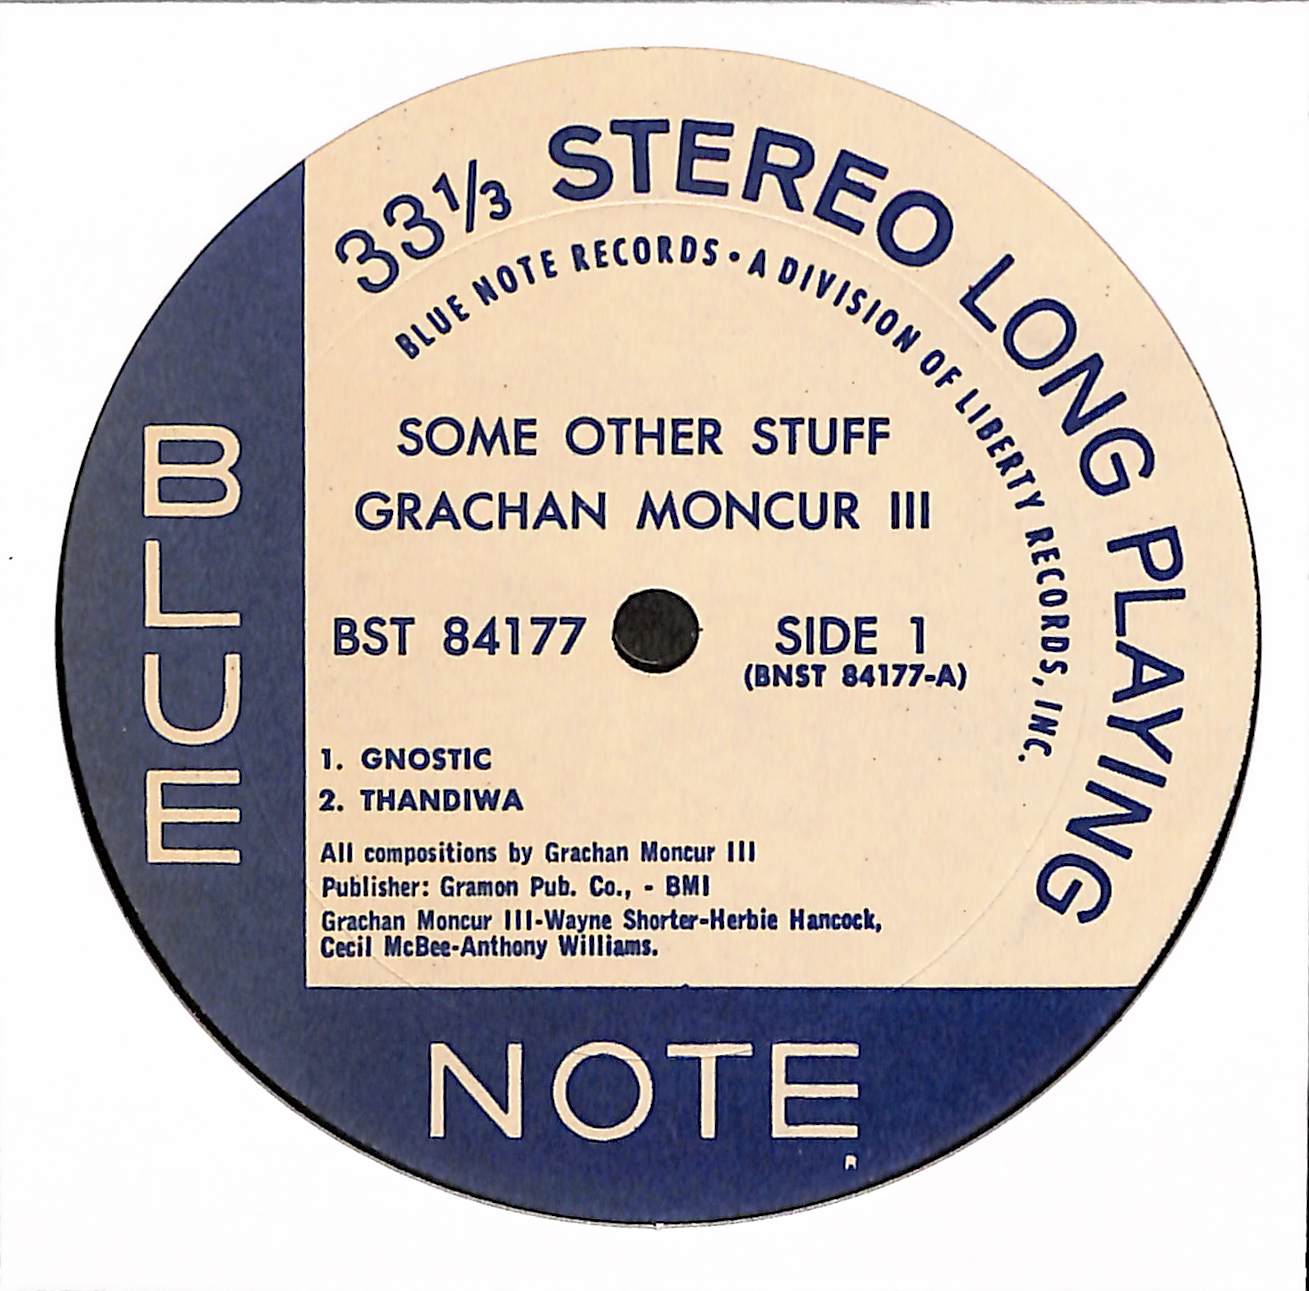 33⅓ STEREO LONG PLAYING
BLUE NOTE RECORDS • A DIVISION OF LIBERTY RECORDS, INC.
SOME OTHER STUFF
GRACHAN MONCUR III
BST 84177
SIDE 1
(BNST 84177-A)
1. GNOSTIC
2. THANDIWA
All compositions by Grachan Moncur III
Publisher: Gramon Pub. Co., - BMI
Grachan Moncur III-Wayne Shorter-Herbie Hancock,
Cecil McBee-Anthony Williams.
BLUE
NOTE
R